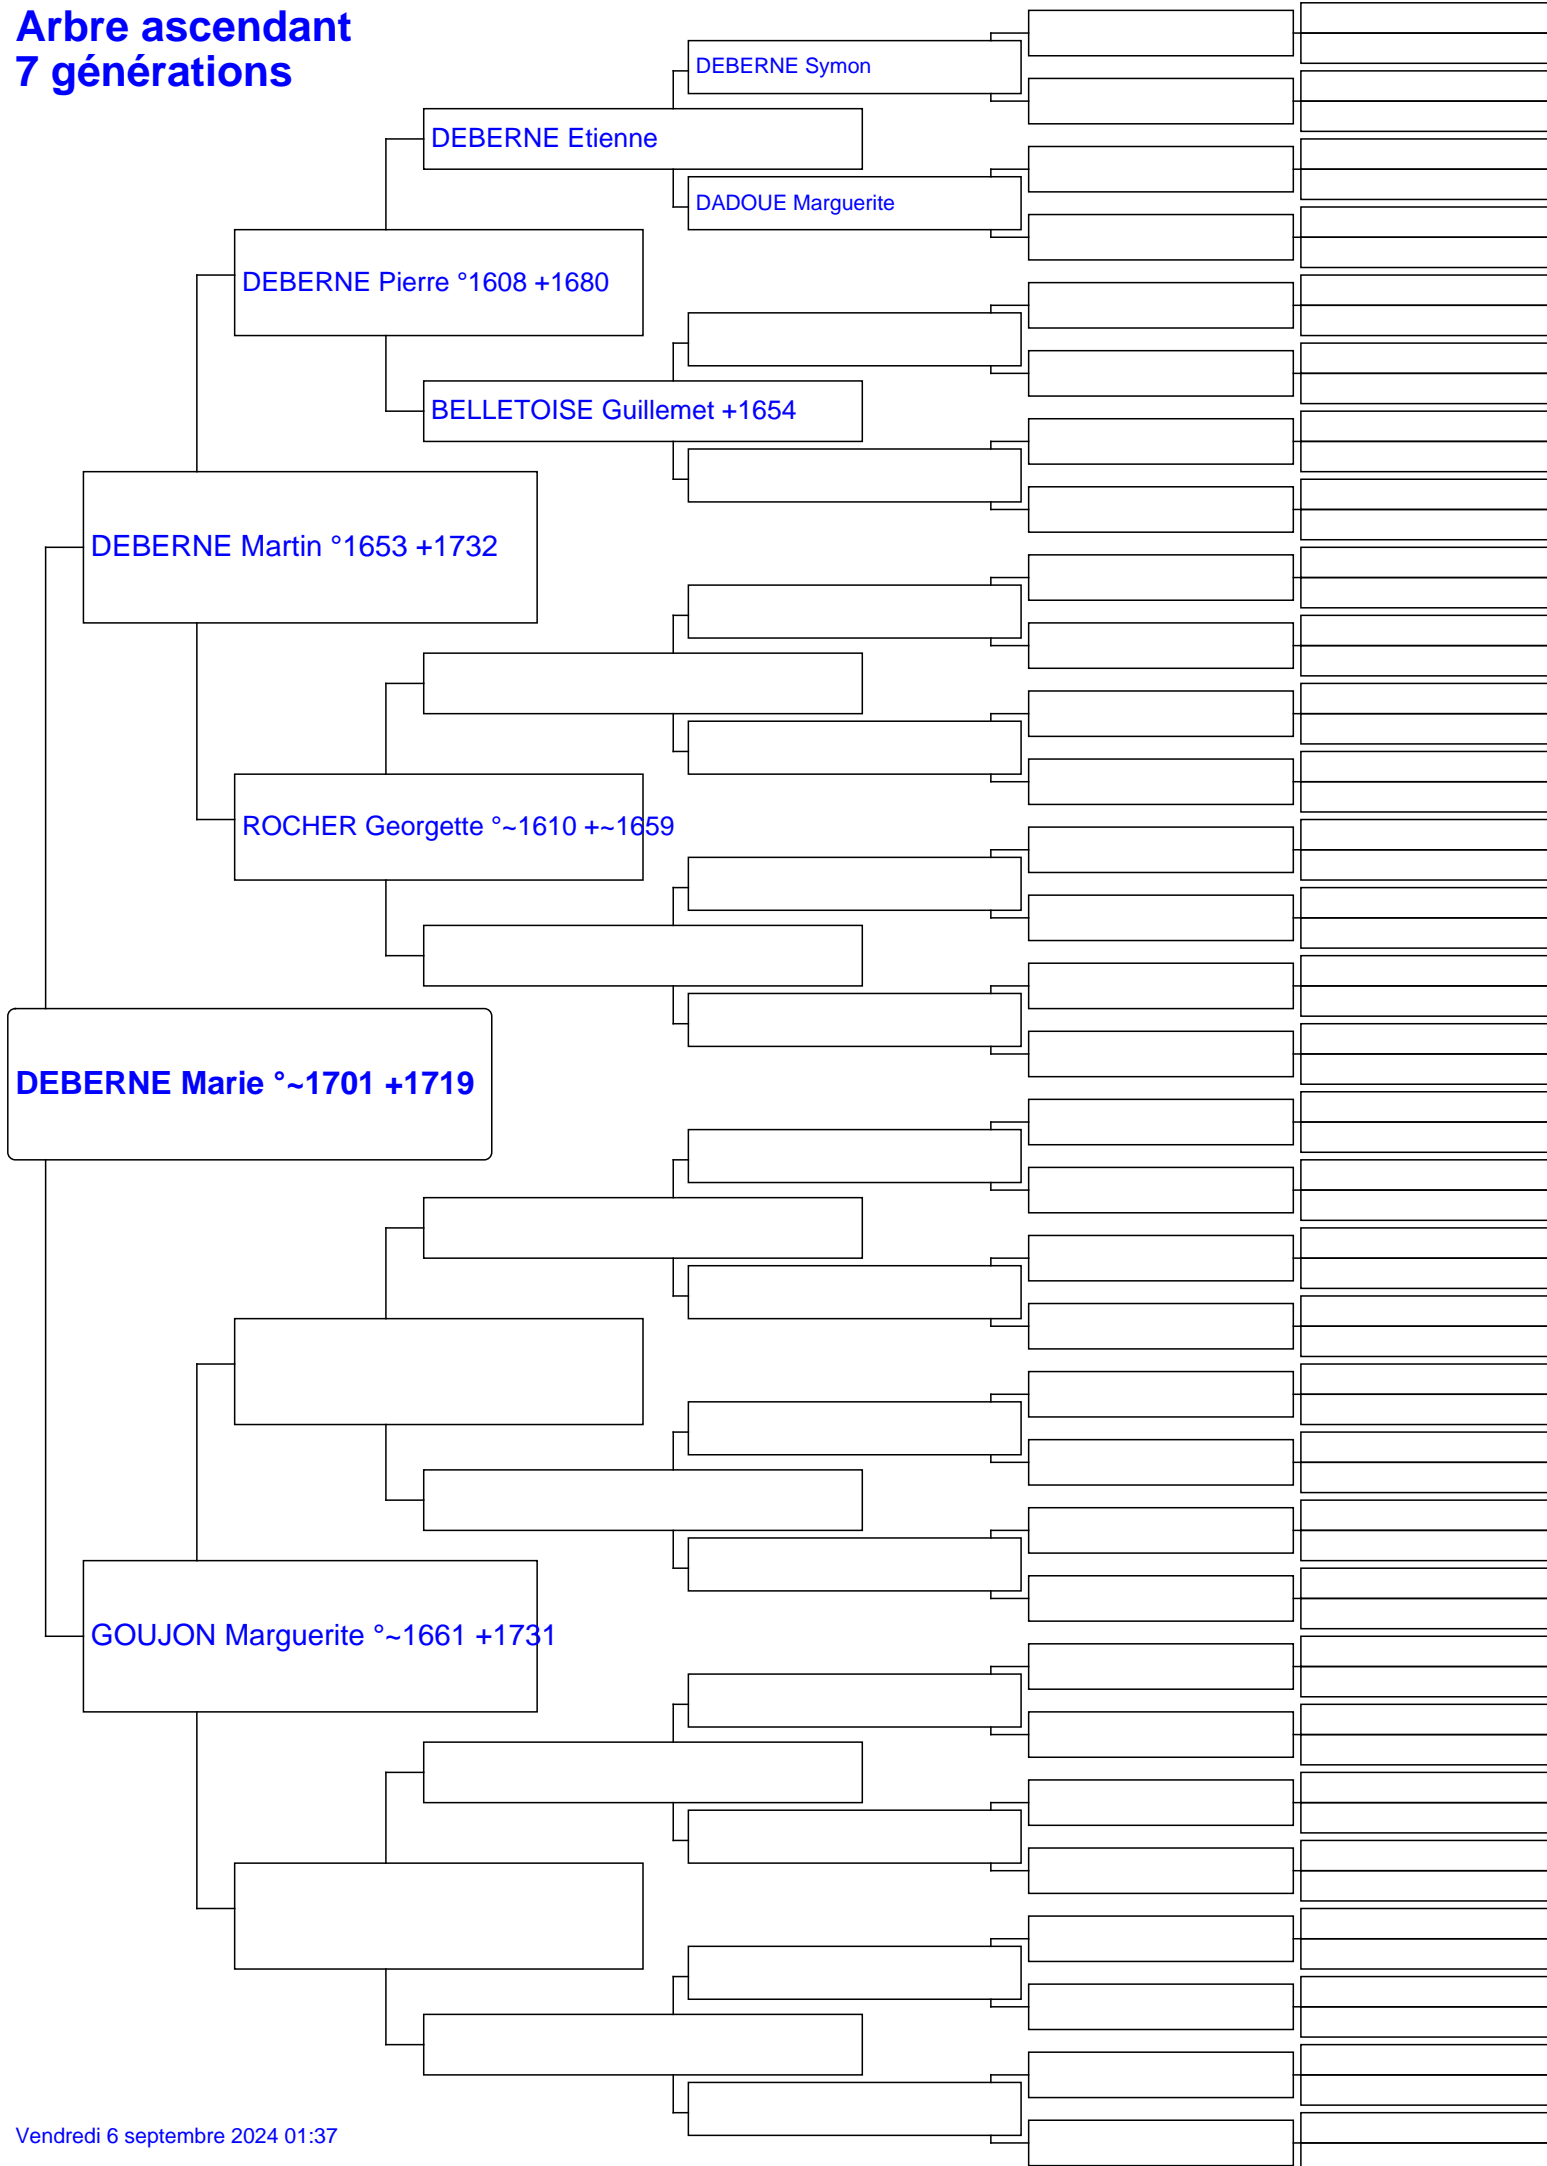 Arbre ascendant
7 générations
DEBERNE Symon
DEBERNE Etienne
DADOUE Marguerite
DEBERNE Pierre °1608 +1680
BELLETOISE Guillemet +1654
DEBERNE Martin °1653 +1732
ROCHER Georgette °~1610 +~1659
DEBERNE Marie °~1701 +1719
GOUJON Marguerite °~1661 +1731
Vendredi 6 septembre 2024 01:37